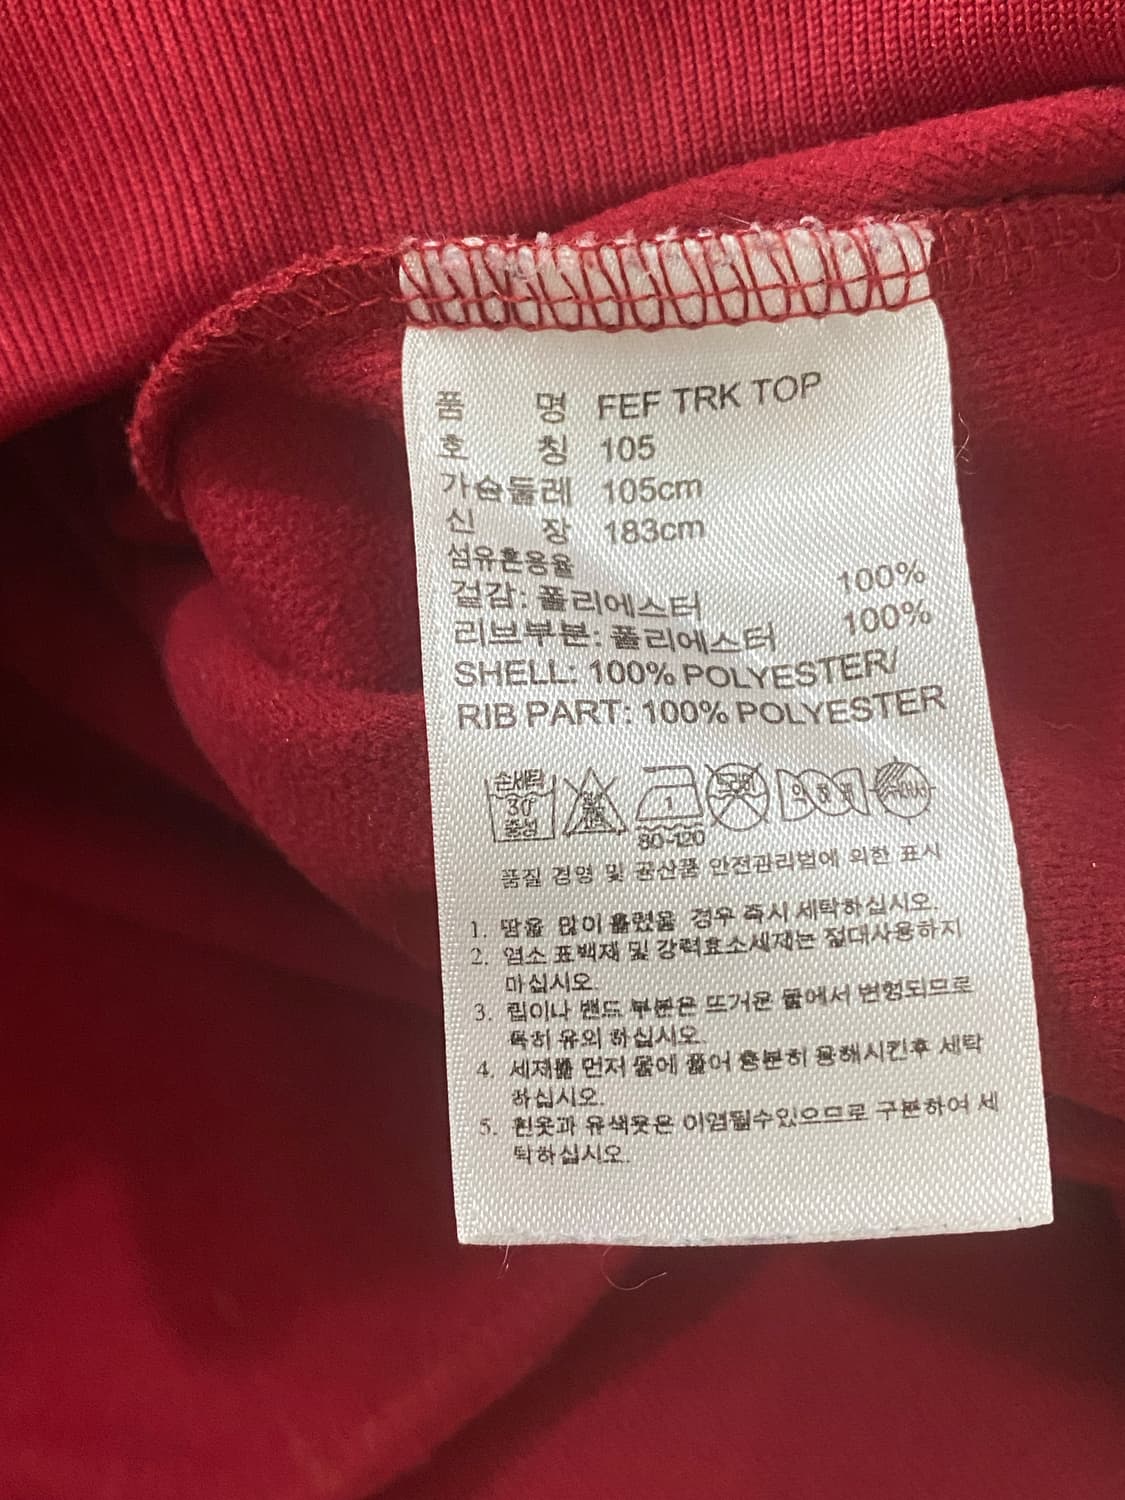 품 명 FEF TRK TOP
호 칭 105
가슴둘레 105cm
신 장 183cm
섬유혼용율
겉감: 폴리에스터 100%
리브부분: 폴리에스터 100%
SHELL: 100% POLYESTER/
RIB PART: 100% POLYESTER
손세탁 30 중성
1
80-120
품질 경영 및 공산품 안전관리법에 의한 표시
1. 땀을 많이 흘렸을 경우 즉시 세탁하십시오.
2. 염소 표백제 및 강력효소세제는 절대사용하지
마십시오.
3. 립이나 밴드 부분은 뜨거운 물에서 변형되므로
특히 유의 하십시오.
4. 세제를 먼저 물에 풀어 충분히 용해시킨후 세탁
하십시오.
5. 흰옷과 유색옷은 이염될수있으므로 구분하여 세
탁하십시오.